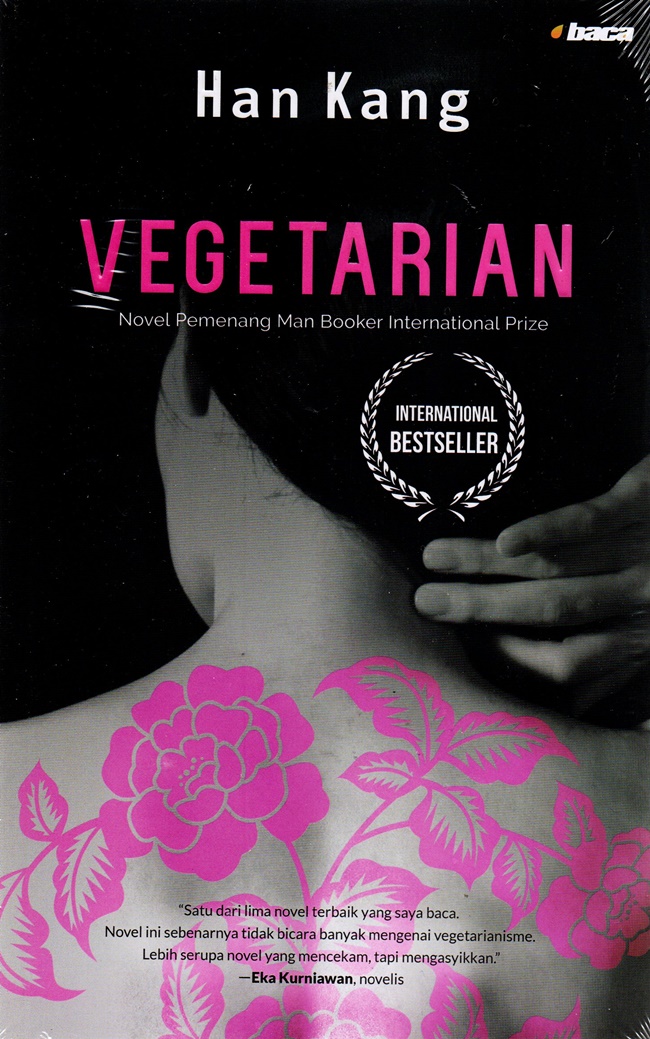 baca
Han Kang
VEGETARIAN
Novel Pemenang Man Booker International Prize
INTERNATIONAL
BESTSELLER
“Satu dari lima novel terbaik yang saya baca.
Novel ini sebenarnya tidak bicara banyak mengenai vegetarianisme.
Lebih serupa novel yang mencekam, tapi mengasyikkan.”
—Eka Kurniawan, novelis